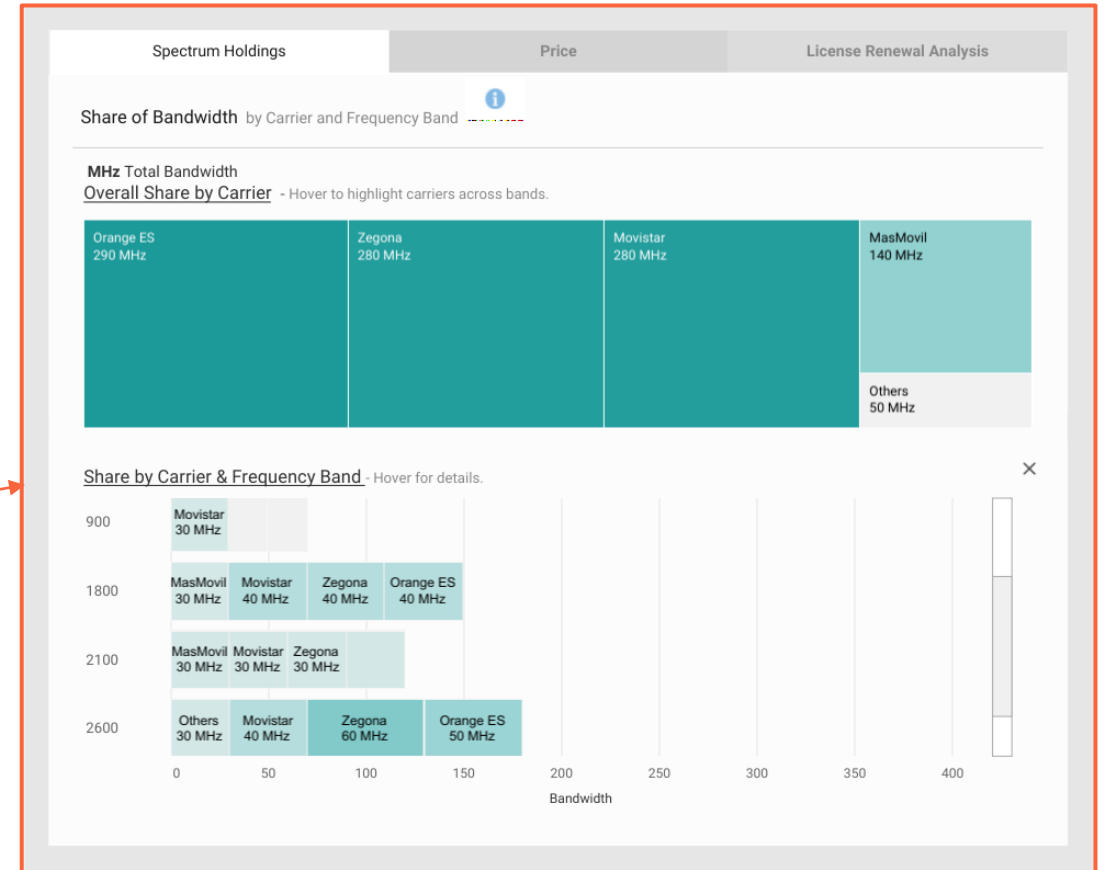 Spectrum Holdings Price License Renewal Analysis
Share of Bandwidth by Carrier and Frequency Band i
MHz Total Bandwidth
Overall Share by Carrier - Hover to highlight carriers across bands.
Orange ES Zegona Movistar MasMovil
290 MHz 280 MHz 280 MHz 140 MHz
Others
50 MHz
Share by Carrier & Frequency Band - Hover for details. ×
900 Movistar
30 MHz
1800 MasMovil Movistar Zegona Orange ES
30 MHz 40 MHz 40 MHz 40 MHz
2100 MasMovil Movistar Zegona
30 MHz 30 MHz 30 MHz
2600 Others Movistar Zegona Orange ES
30 MHz 40 MHz 60 MHz 50 MHz
0 50 100 150 200 250 300 350 400
Bandwidth